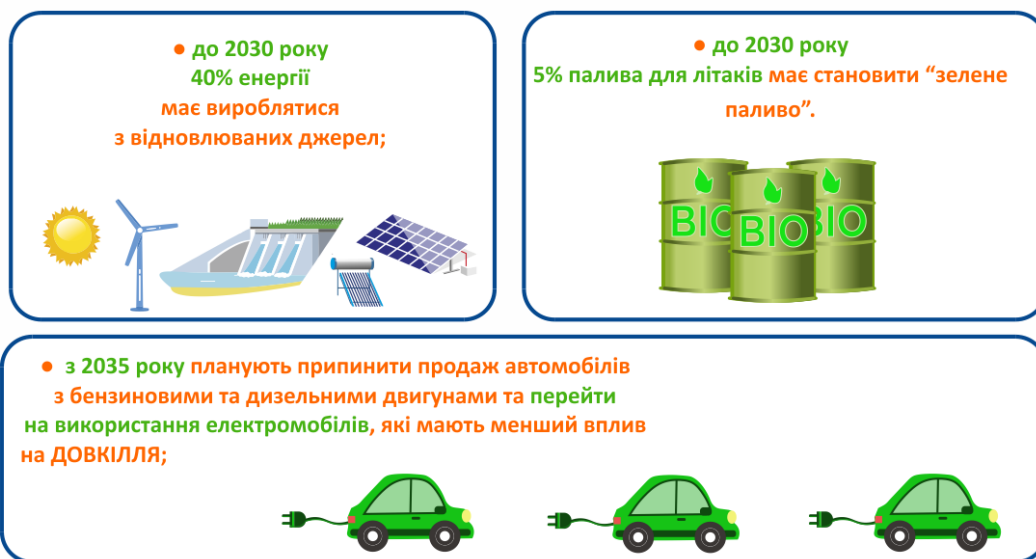 ● до 2030 року
40% енергії
має вироблятися
з відновлюваних джерел;
● до 2030 року
5% палива для літаків має становити “зелене
паливо”.
BIO
BIO
BIO
● з 2035 року планують припинити продаж автомобілів
з бензиновими та дизельними двигунами та перейти
на використання електромобілів, які мають менший вплив
на ДОВКІЛЛЯ;